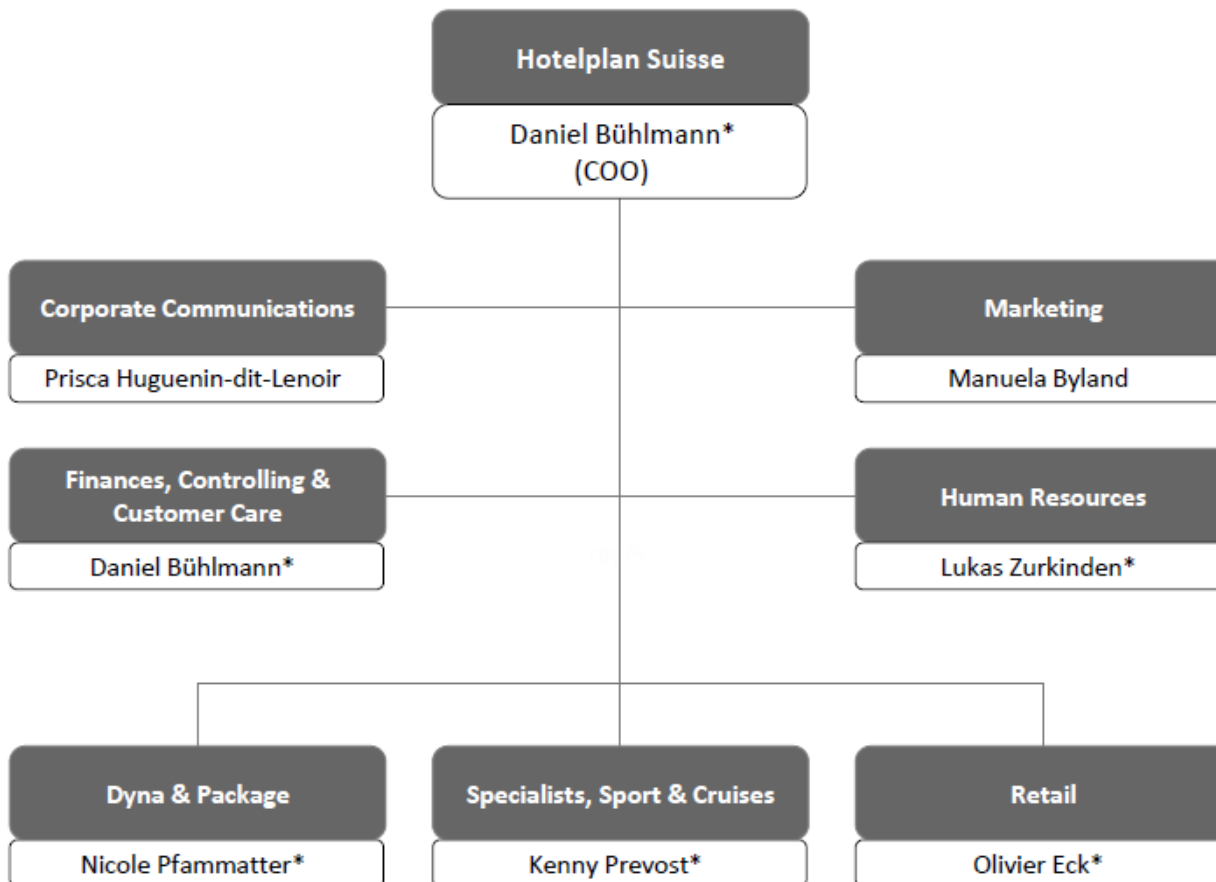 Hotelplan Suisse
Daniel Bühlmann*
(COO)
Corporate Communications
Prisca Huguenin-dit-Lenoir
Marketing
Manuela Byland
Finances, Controlling &
Customer Care
Daniel Bühlmann*
Human Resources
Lukas Zurkinden*
Dyna & Package
Nicole Pfammatter*
Specialists, Sport & Cruises
Kenny Prevost*
Retail
Olivier Eck*